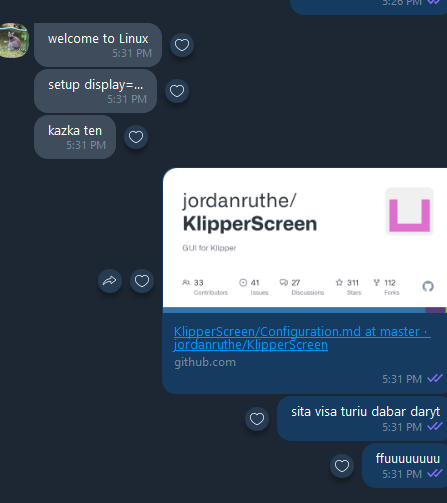 5:26 PM
welcome to Linux
5:31 PM
setup display=...
5:31 PM
kazka ten
5:31 PM
jordanruthe/
KlipperScreen
GUI for Klipper
33
Contributors
41
Issues
27
Discussions
311
Stars
112
Forks
KlipperScreen/Configuration.md at master ·
jordanruthe/KlipperScreen
github.com
5:31 PM
sita visa turiu dabar daryt
5:31 PM
ffuuuuuuuu
5:31 PM